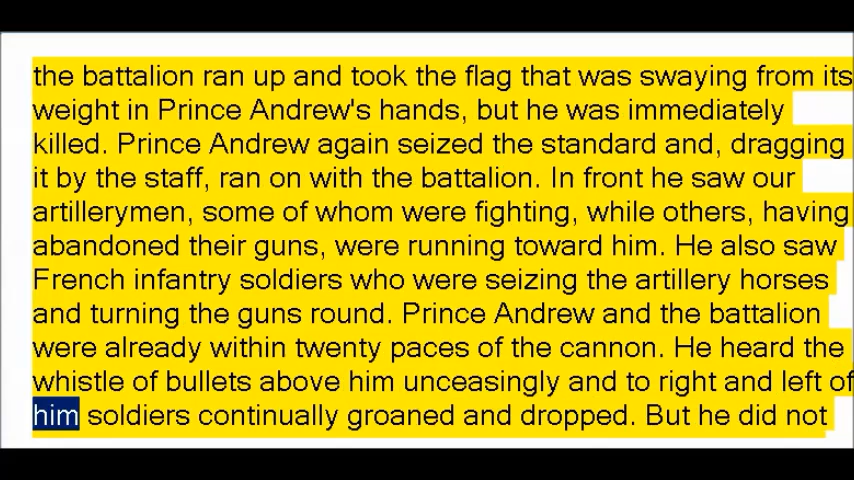 the battalion ran up and took the flag that was swaying from its
weight in Prince Andrew's hands, but he was immediately
killed. Prince Andrew again seized the standard and, dragging
it by the staff, ran on with the battalion. In front he saw our
artillerymen, some of whom were fighting, while others, having
abandoned their guns, were running toward him. He also saw
French infantry soldiers who were seizing the artillery horses
and turning the guns round. Prince Andrew and the battalion
were already within twenty paces of the cannon. He heard the
whistle of bullets above him unceasingly and to right and left of
him soldiers continually groaned and dropped. But he did not